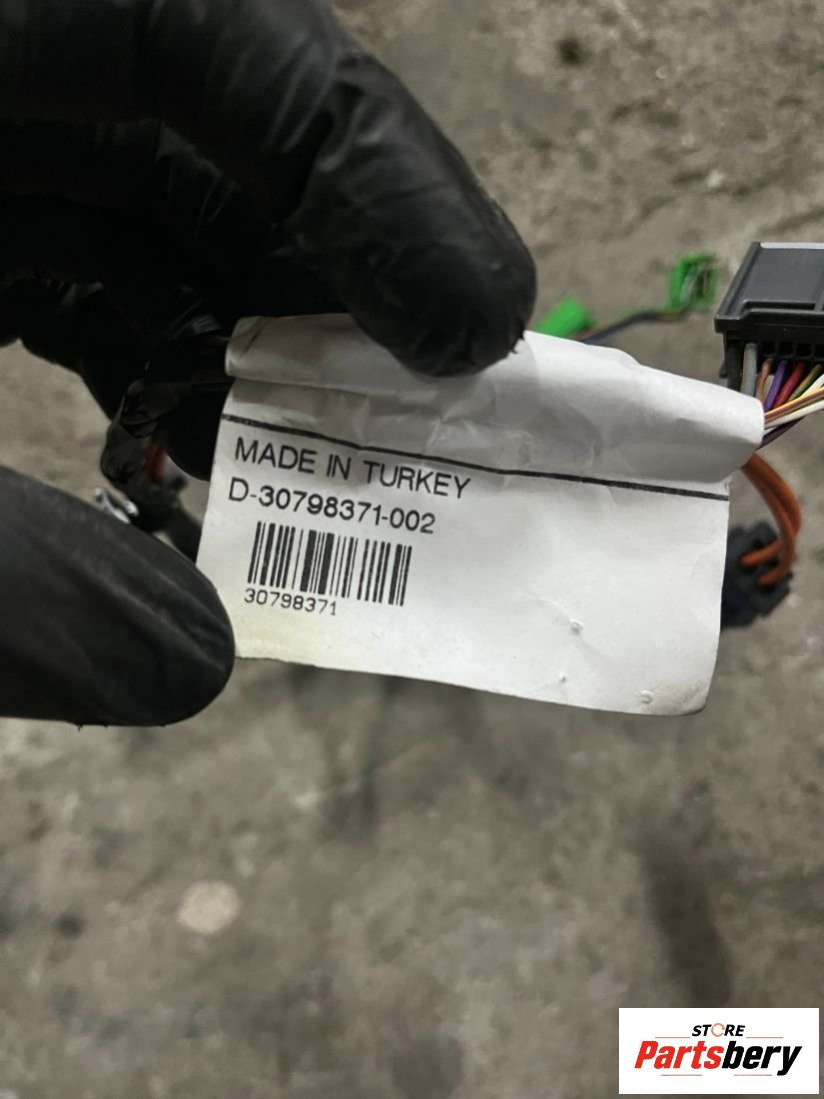 MADE IN TURKEY
D-30798371-002
30798371
STORE
Partsbery